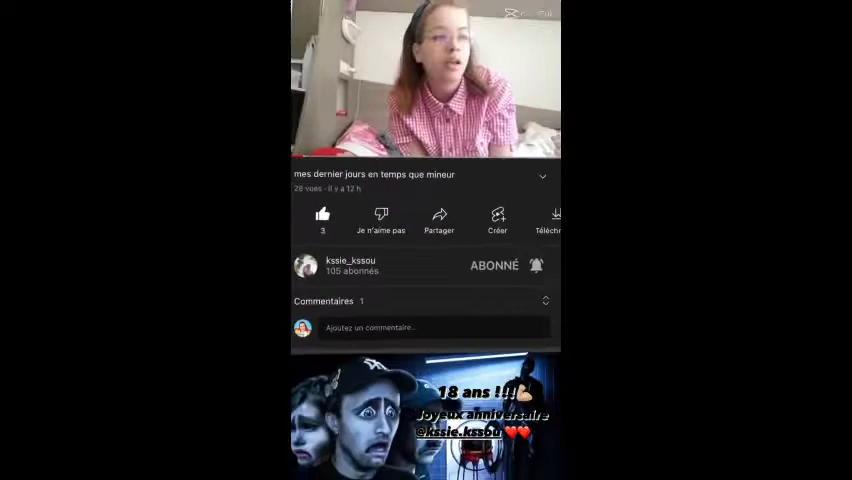 mes dernier jours en temps que mineur
28 vues · il y a 12 h
3
Je n'aime pas
Partager
Créer
Téléchr
kssie_kssou
105 abonnés
ABONNÉ
Commentaires 1
Ajoutez un commentaire...
18 ans !!!💪🏼
Joyeux anniversaire
@kssie.kssou ❤️❤️